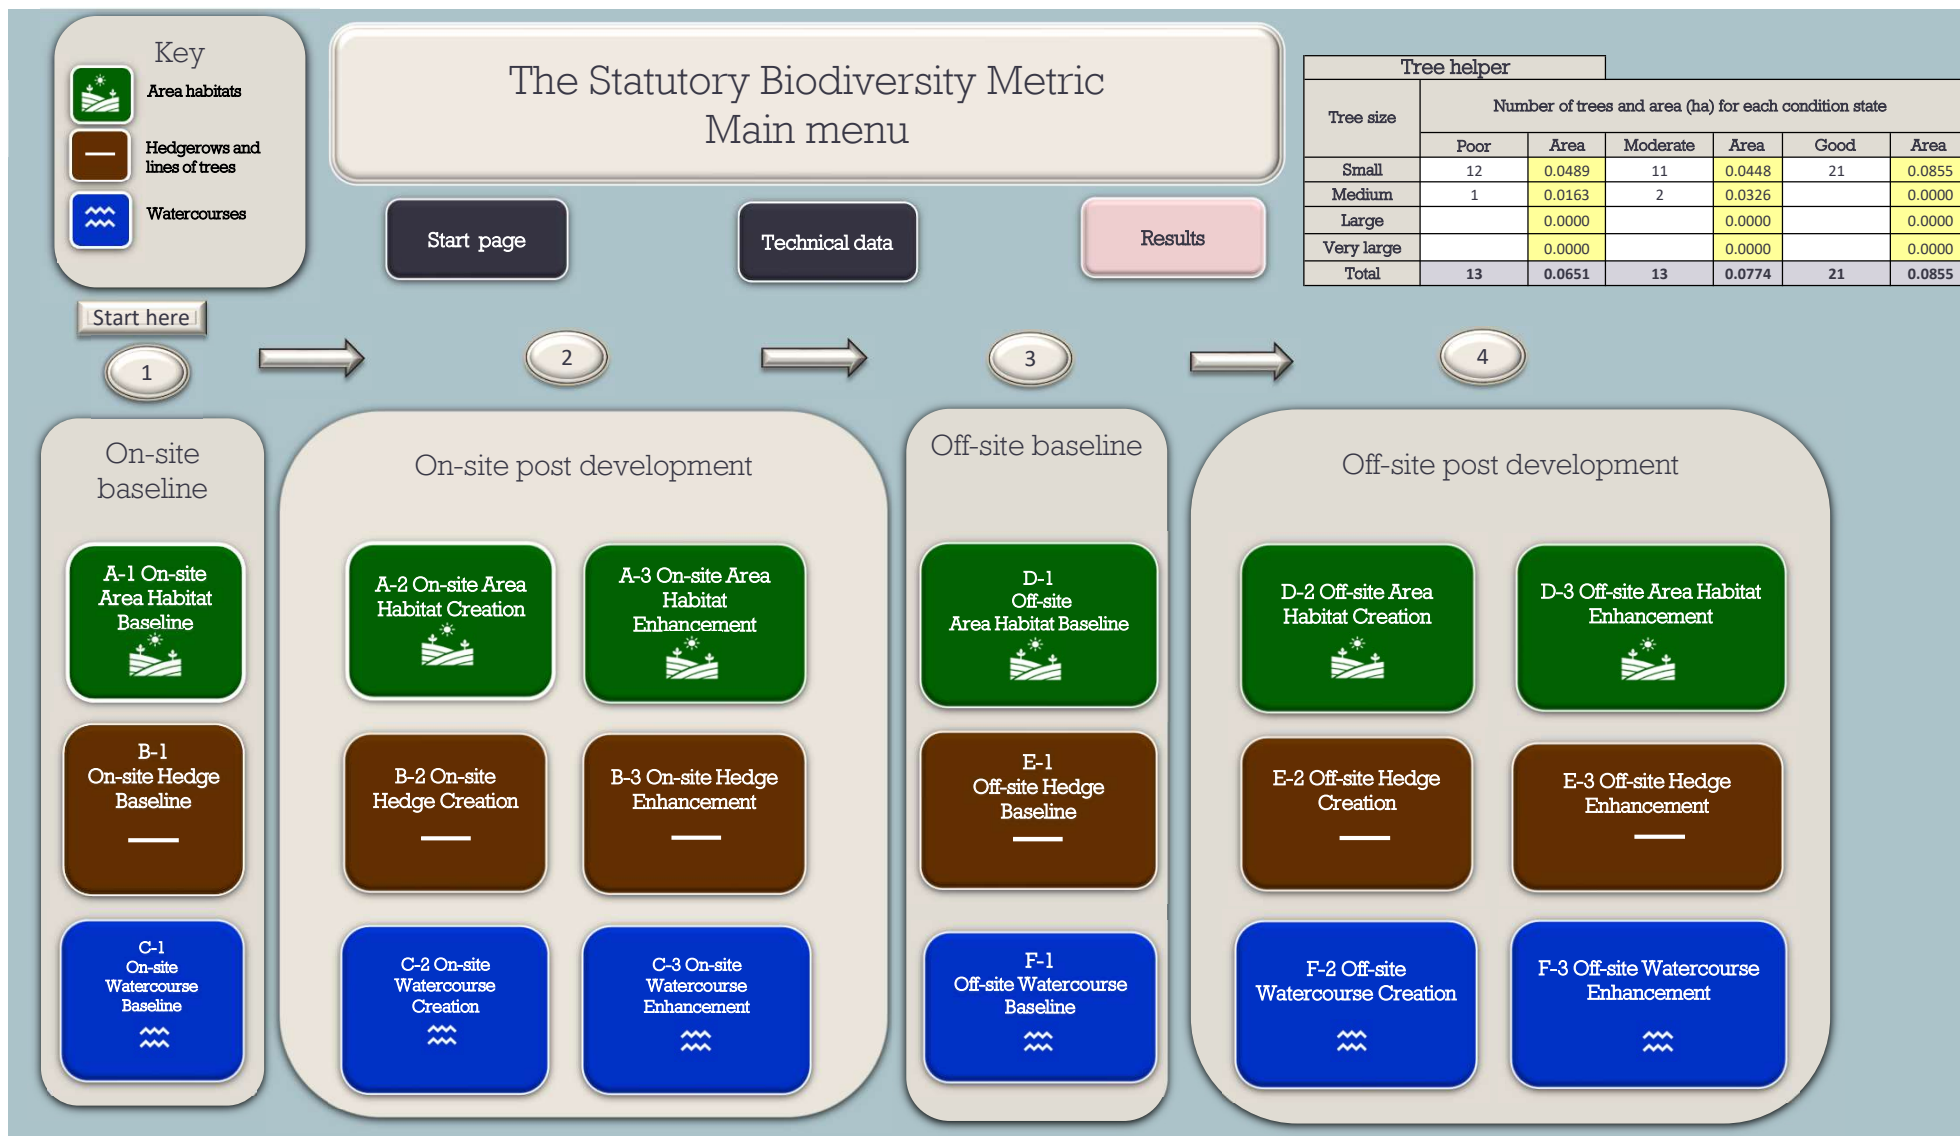 Key
Area habitats
Hedgerows and
lines of trees
Watercourses
The Statutory Biodiversity Metric
Main menu
Start page
Technical data
Results
Tree helper
Tree size
Number of trees and area (ha) for each condition state
Poor Area Moderate Area Good Area
Small 12 0.0489 11 0.0448 21 0.0855
Medium 1 0.0163 2 0.0326 0.0000
Large 0.0000 0.0000 0.0000
Very large 0.0000 0.0000 0.0000
Total 13 0.0651 13 0.0774 21 0.0855
Start here
1
2
3
4
On-site
baseline
A-1 On-site
Area Habitat
Baseline
B-1
On-site Hedge
Baseline
C-1
On-site
Watercourse
Baseline
On-site post development
A-2 On-site Area
Habitat Creation
A-3 On-site Area
Habitat
Enhancement
B-2 On-site
Hedge Creation
B-3 On-site Hedge
Enhancement
C-2 On-site
Watercourse
Creation
C-3 On-site
Watercourse
Enhancement
Off-site baseline
D-1
Off-site
Area Habitat Baseline
E-1
Off-site Hedge
Baseline
F-1
Off-site Watercourse
Baseline
Off-site post development
D-2 Off-site Area
Habitat Creation
D-3 Off-site Area Habitat
Enhancement
E-2 Off-site Hedge
Creation
E-3 Off-site Hedge
Enhancement
F-2 Off-site
Watercourse Creation
F-3 Off-site Watercourse
Enhancement